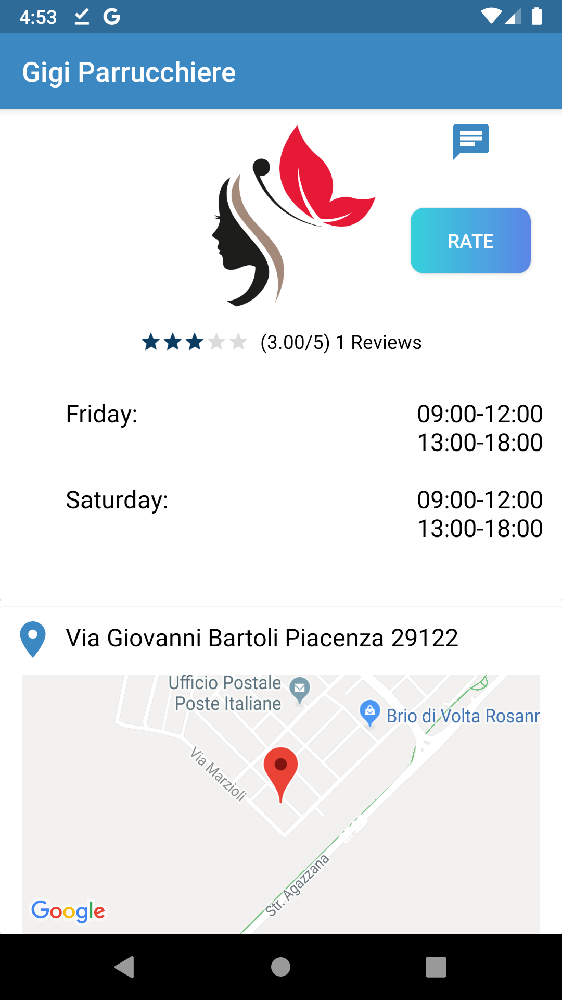 4:53
Gigi Parrucchiere
RATE
(3.00/5) 1 Reviews
Friday:
09:00-12:00
13:00-18:00
Saturday:
09:00-12:00
13:00-18:00
Via Giovanni Bartoli Piacenza 29122
Ufficio Postale
Poste Italiane
Brio di Volta Rosann
Via Marzioli
Str. Agazzana
Google